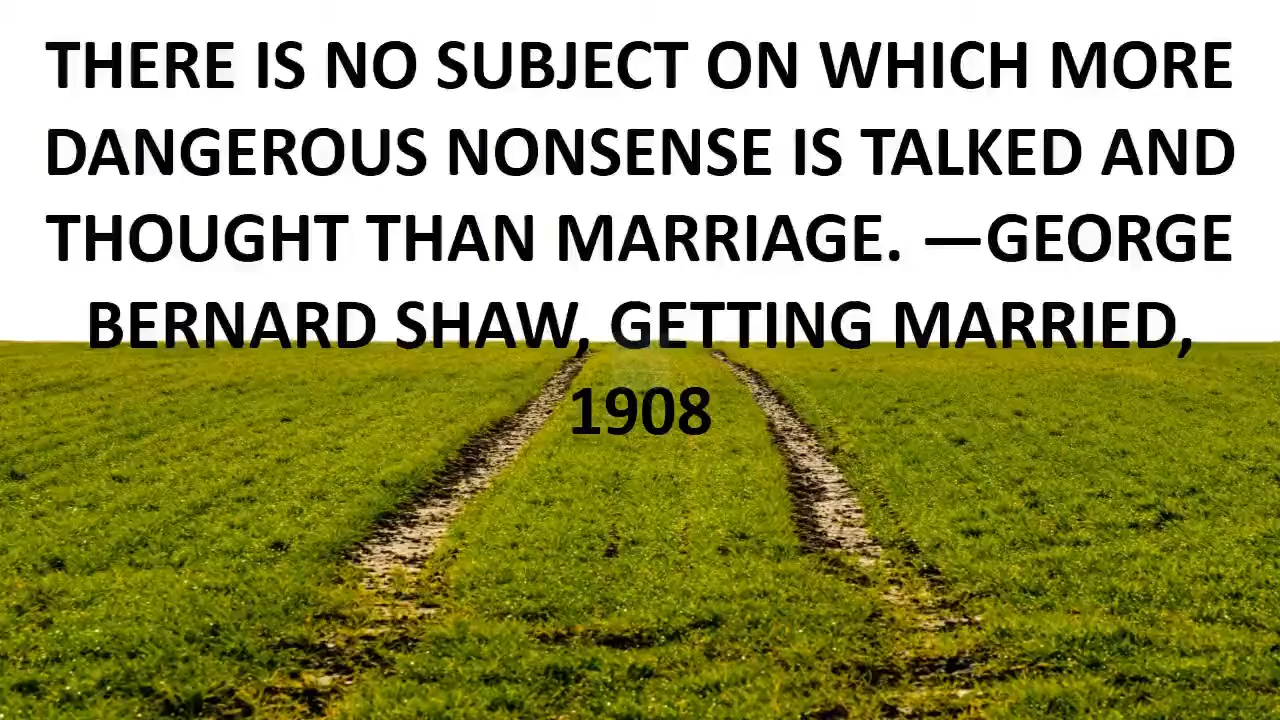 THERE IS NO SUBJECT ON WHICH MORE
DANGEROUS NONSENSE IS TALKED AND
THOUGHT THAN MARRIAGE. —GEORGE
BERNARD SHAW, GETTING MARRIED,
1908